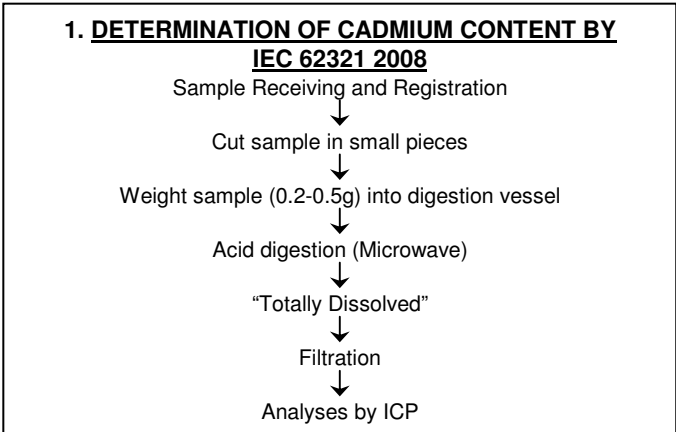 1. DETERMINATION OF CADMIUM CONTENT BY
IEC 62321 2008
Sample Receiving and Registration
Cut sample in small pieces
Weight sample (0.2-0.5g) into digestion vessel
Acid digestion (Microwave)
“Totally Dissolved”
Filtration
Analyses by ICP